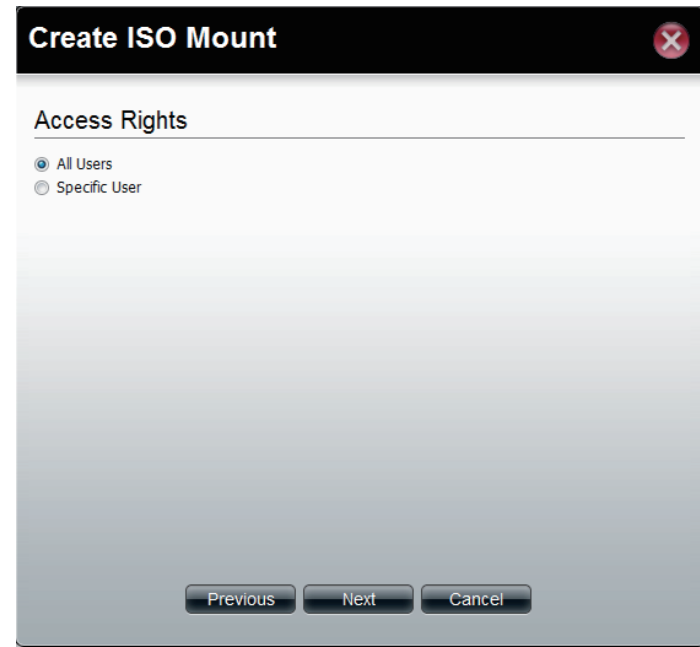 Create ISO Mount
Access Rights
All Users
Specific User
Previous Next Cancel